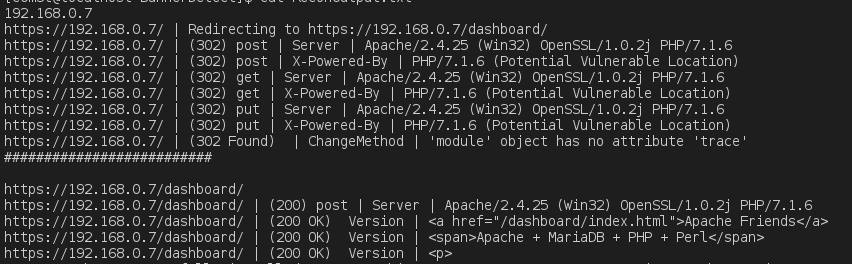 192.168.0.7
https://192.168.0.7/ | Redirecting to https://192.168.0.7/dashboard/
https://192.168.0.7/ | (302) post | Server | Apache/2.4.25 (Win32) OpenSSL/1.0.2j PHP/7.1.6
https://192.168.0.7/ | (302) post | X-Powered-By | PHP/7.1.6 (Potential Vulnerable Location)
https://192.168.0.7/ | (302) get | Server | Apache/2.4.25 (Win32) OpenSSL/1.0.2j PHP/7.1.6
https://192.168.0.7/ | (302) get | X-Powered-By | PHP/7.1.6 (Potential Vulnerable Location)
https://192.168.0.7/ | (302) put | Server | Apache/2.4.25 (Win32) OpenSSL/1.0.2j PHP/7.1.6
https://192.168.0.7/ | (302) put | X-Powered-By | PHP/7.1.6 (Potential Vulnerable Location)
https://192.168.0.7/ | (302 Found)  | ChangeMethod | 'module' object has no attribute 'trace'
##########################
https://192.168.0.7/dashboard/
https://192.168.0.7/dashboard/ | (200) post | Server | Apache/2.4.25 (Win32) OpenSSL/1.0.2j PHP/7.1.6
https://192.168.0.7/dashboard/ | (200 OK)  Version | <a href="/dashboard/index.html">Apache Friends</a>
https://192.168.0.7/dashboard/ | (200 OK)  Version | <span>Apache + MariaDB + PHP + Perl</span>
https://192.168.0.7/dashboard/ | (200 OK)  Version | <p>